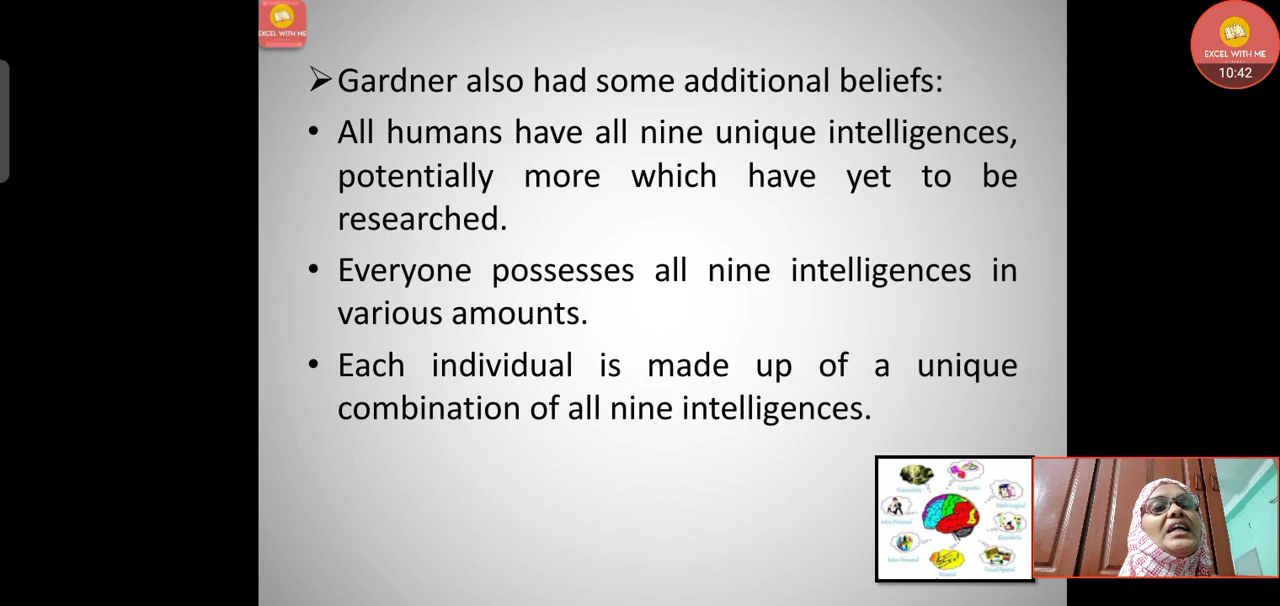 EXCEL WITH ME
EXCEL WITH ME
10:42
➢Gardner also had some additional beliefs:
• All humans have all nine unique intelligences,
potentially more which have yet to be
researched.
• Everyone possesses all nine intelligences in
various amounts.
• Each individual is made up of a unique
combination of all nine intelligences.
Naturalistic
Linguistic